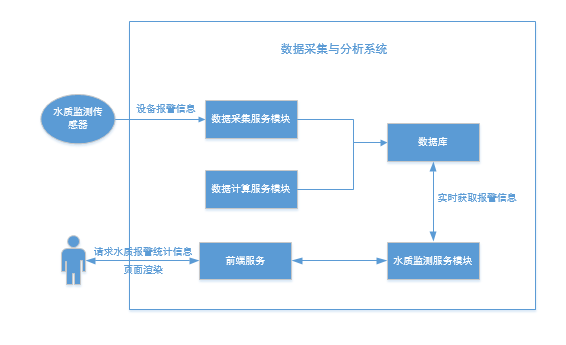 数据采集与分析系统
水质监测传
感器
设备报警信息
数据采集服务模块
数据库
数据计算服务模块
实时获取报警信息
请求水质报警统计信息
页面渲染
前端服务
水质监测服务模块